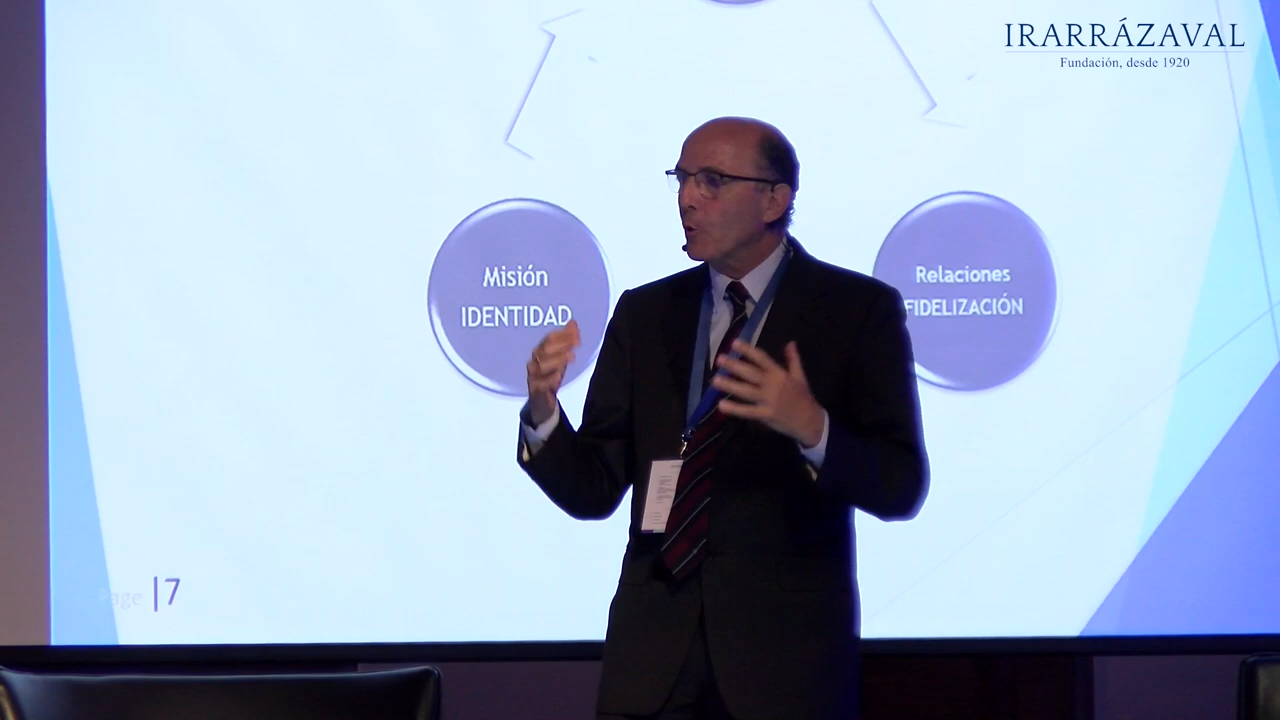 IRARRÁZAVAL
Fundación, desde 1920
Misión
IDENTIDAD
Relaciones
FIDELIZACIÓN
Page | 7